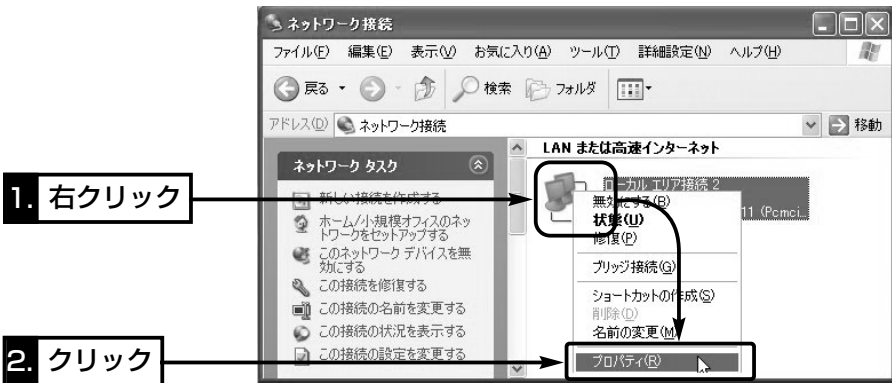 ネットワーク接続
ファイル(F) 編集(E) 表示(V) お気に入り(A) ツール(T) 詳細設定(N) ヘルプ(H)
戻る 検索 フォルダ
アドレス(D) ネットワーク接続 移動
LAN または高速インターネット
ネットワーク タスク
新しい接続を作成する
ホーム/小規模オフィスのネッ
トワークをセットアップする
このネットワーク デバイスを無
効にする
この接続を修復する
この接続の名前を変更する
この接続の状況を表示する
この接続の設定を変更する
ローカル エリア接続 2
11 (Pcmci...
無効にする(B)
状態(U)
修復(P)
ブリッジ接続(G)
ショートカットの作成(S)
削除(D)
名前の変更(M)
プロパティ(R)
1. 右クリック
2. クリック